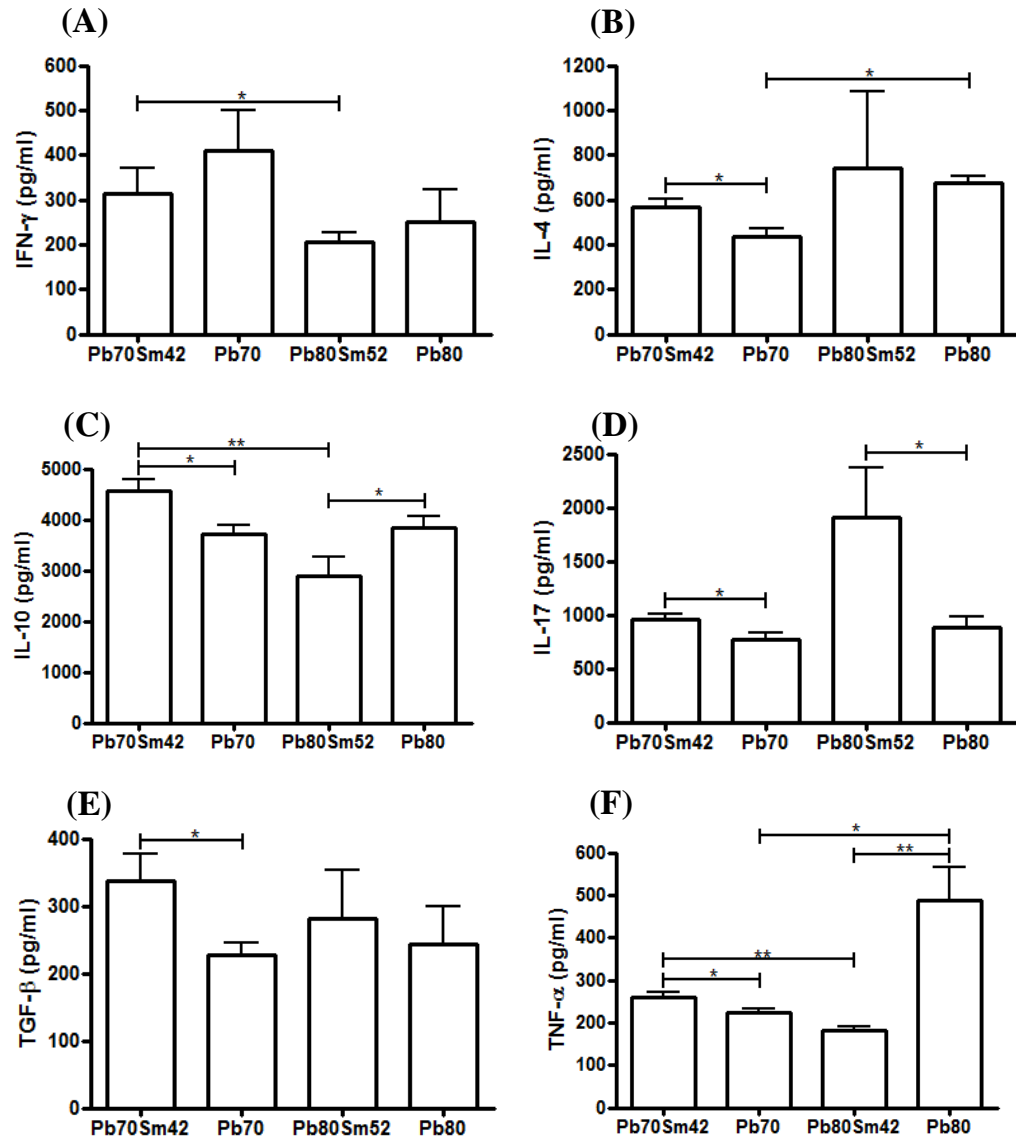 (A)
IFN-γ (pg/ml)
600
500
400
300
200
100
0
*
Pb70Sm42 Pb70 Pb80Sm52 Pb80
(B)
IL-4 (pg/ml)
1200
1000
800
600
400
200
0
*
*
Pb70Sm42 Pb70 Pb80Sm52 Pb80
(C)
IL-10 (pg/ml)
5000
4000
3000
2000
1000
0
**
*
*
Pb70Sm42 Pb70 Pb80Sm52 Pb80
(D)
IL-17 (pg/ml)
2500
2000
1500
1000
500
0
*
*
Pb70Sm42 Pb70 Pb80Sm52 Pb80
(E)
TGF-β (pg/ml)
400
300
200
100
0
*
Pb70Sm42 Pb70 Pb80Sm52 Pb80
(F)
TNF-α (pg/ml)
600
500
400
300
200
100
0
*
**
**
*
Pb70Sm42 Pb70 Pb80Sm42 Pb80